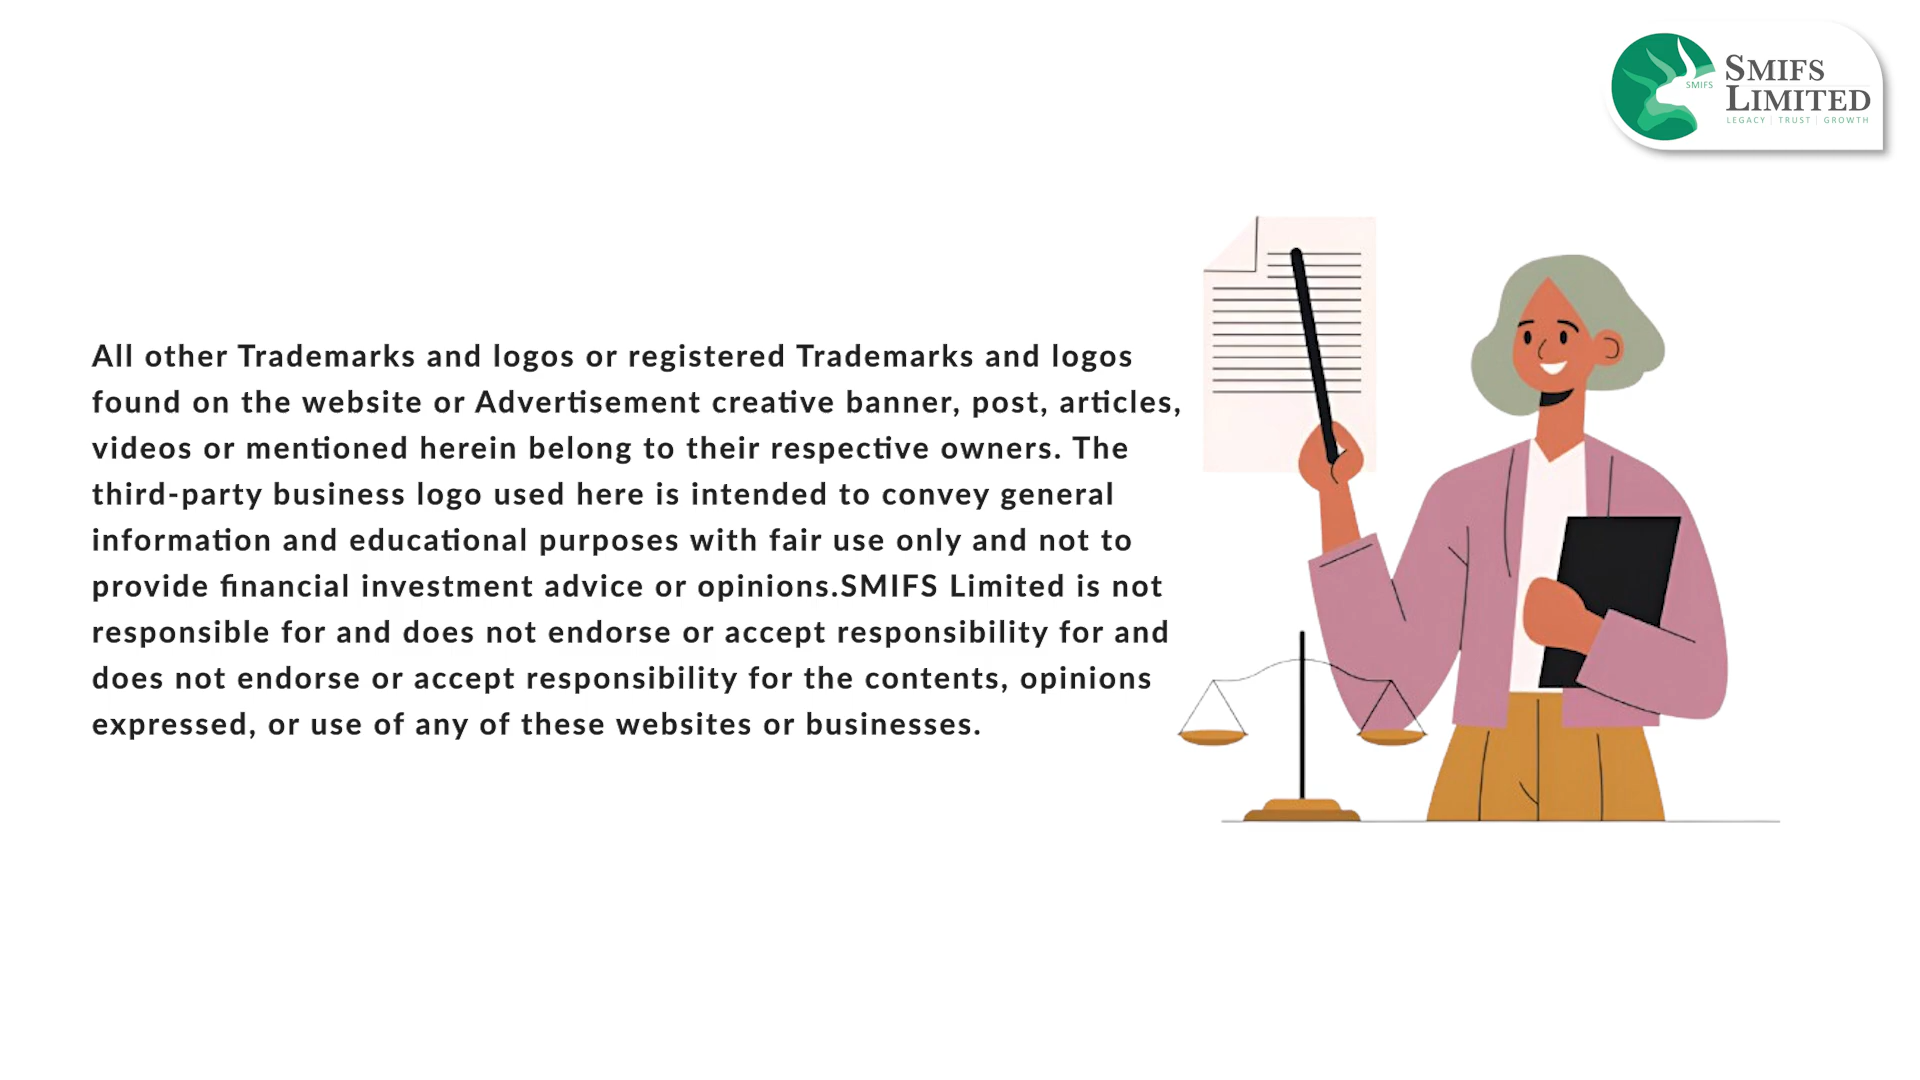 SMIFS
SMIFS
LIMITED
LEGACY | TRUST | GROWTH
All other Trademarks and logos or registered Trademarks and logos
found on the website or Advertisement creative banner, post, articles,
videos or mentioned herein belong to their respective owners. The
third-party business logo used here is intended to convey general
information and educational purposes with fair use only and not to
provide financial investment advice or opinions.SMIFS Limited is not
responsible for and does not endorse or accept responsibility for and
does not endorse or accept responsibility for the contents, opinions
expressed, or use of any of these websites or businesses.